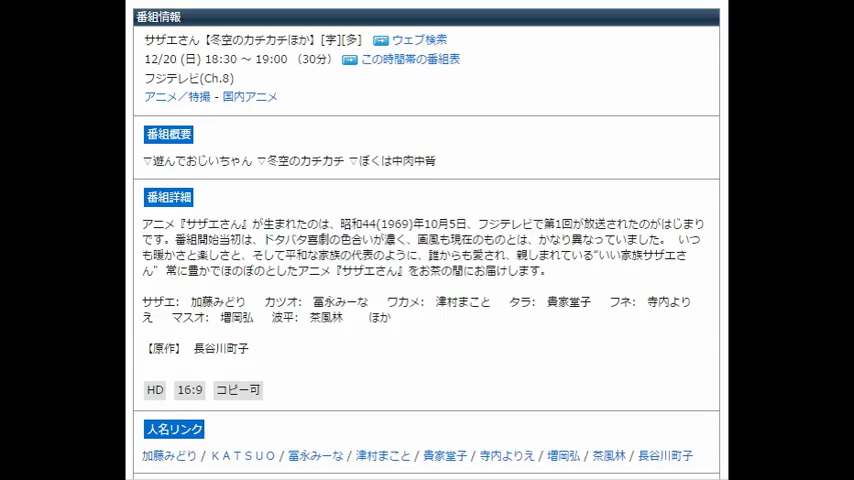 番組情報
サザエさん【冬空のカチカチほか】[字][多] ウェブ検索
12/20 (日) 18:30 ～ 19:00 （30分） この時間帯の番組表
フジテレビ(Ch.8)
アニメ／特撮 - 国内アニメ
番組概要
▽遊んでおじいちゃん ▽冬空のカチカチ ▽ぼくは中肉中背
番組詳細
アニメ『サザエさん』が生まれたのは、昭和44(1969)年10月5日、フジテレビで第1回が放送されたのがはじまり
です。番組開始当初は、ドタバタ喜劇の色合いが濃く、画風も現在のものとは、かなり異なっていました。 いつ
も暖かさと楽しさと、そして平和な家族の代表のように、誰からも愛され、親しまれている“いい家族サザエさ
ん” 常に豊かでほのぼのとしたアニメ『サザエさん』をお茶の間にお届けします。
サザエ： 加藤みどり カツオ： 冨永みーな ワカメ： 津村まこと タラ： 貴家堂子 フネ： 寺内より
え マスオ： 増岡弘 波平： 茶風林 ほか
【原作】 長谷川町子
HD 16:9 コピー可
人名リンク
加藤みどり / ＫＡＴＳＵＯ / 冨永みーな / 津村まこと / 貴家堂子 / 寺内よりえ / 増岡弘 / 茶風林 / 長谷川町子